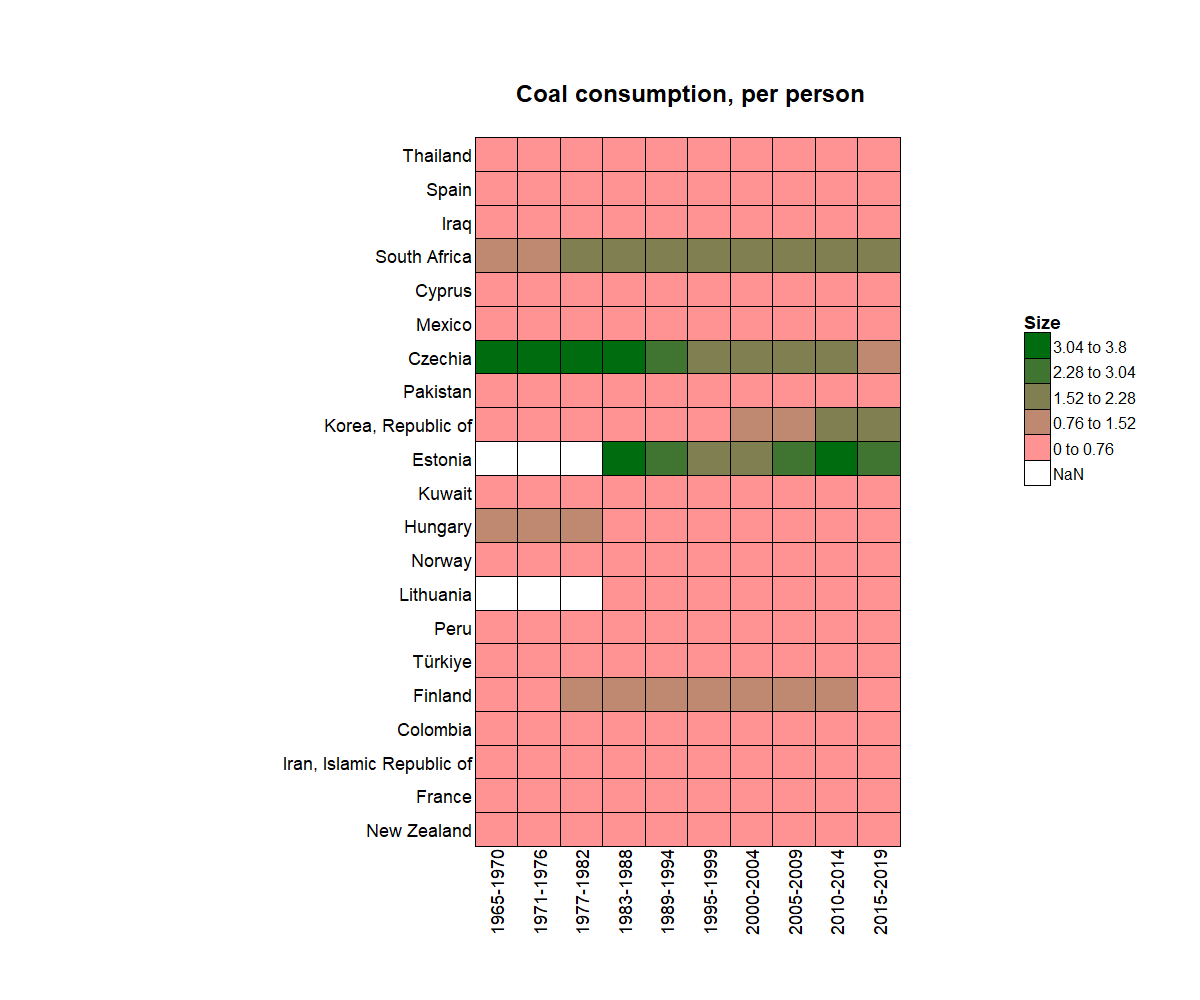 Coal consumption, per person
Thailand
Spain
Iraq
South Africa
Cyprus
Mexico
Czechia
Pakistan
Korea, Republic of
Estonia
Kuwait
Hungary
Norway
Lithuania
Peru
Türkiye
Finland
Colombia
Iran, Islamic Republic of
France
New Zealand
1965-1970
1971-1976
1977-1982
1983-1988
1989-1994
1995-1999
2000-2004
2005-2009
2010-2014
2015-2019
Size
3.04 to 3.8
2.28 to 3.04
1.52 to 2.28
0.76 to 1.52
0 to 0.76
NaN